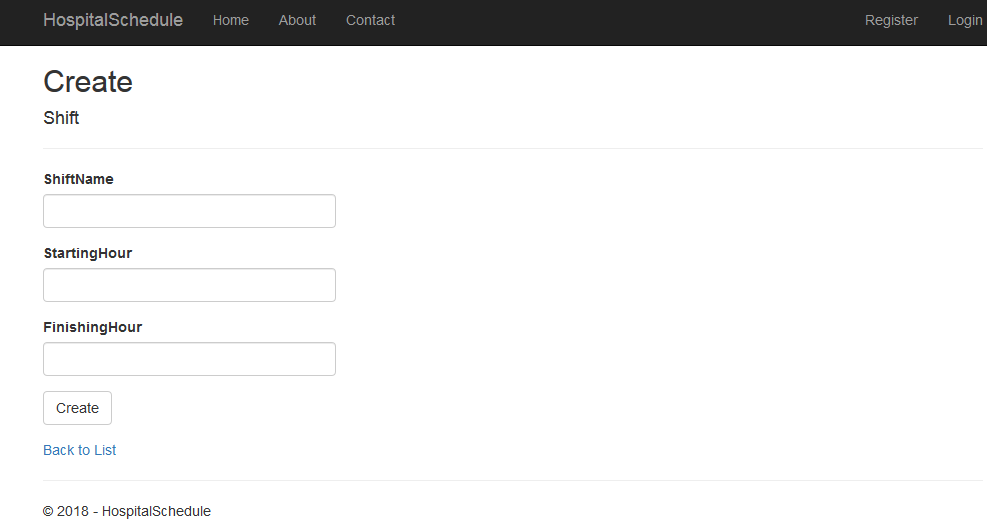 HospitalSchedule Home About Contact Register Login
Create
Shift
ShiftName
StartingHour
FinishingHour
Create
Back to List
© 2018 - HospitalSchedule